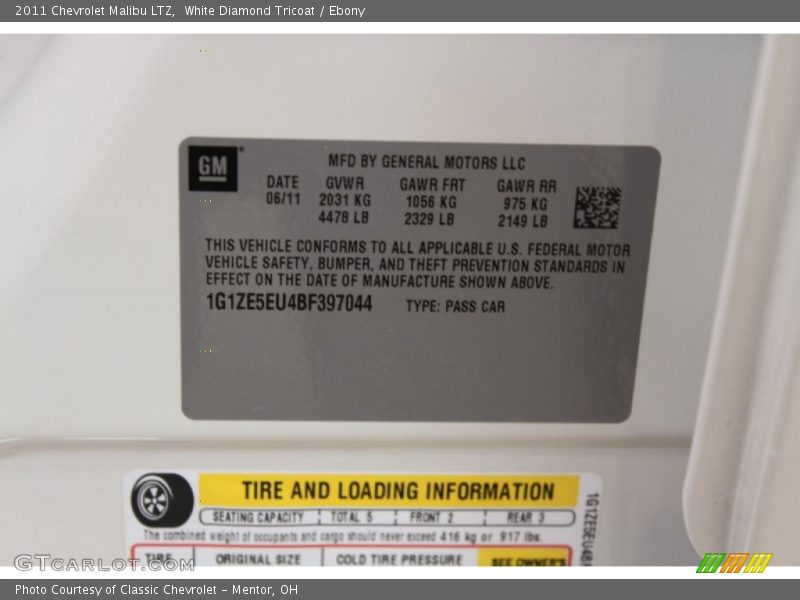 2011 Chevrolet Malibu LTZ, White Diamond Tricoat / Ebony
GM
MFD BY GENERAL MOTORS LLC
DATE GVWR GAWR FRT GAWR RR
06/11 2031 KG 1056 KG 975 KG
4478 LB 2329 LB 2149 LB
THIS VEHICLE CONFORMS TO ALL APPLICABLE U.S. FEDERAL MOTOR
VEHICLE SAFETY, BUMPER, AND THEFT PREVENTION STANDARDS IN
EFFECT ON THE DATE OF MANUFACTURE SHOWN ABOVE.
1G1ZE5EU4BF397044 TYPE: PASS CAR
TIRE AND LOADING INFORMATION
SEATING CAPACITY TOTAL 5 FRONT 2 REAR 3
The combined weight of occupants and cargo should never exceed 416 kg or 917 lbs.
TIRE ORIGINAL SIZE COLD TIRE PRESSURE SEE OWNER'S
1G1ZE5EU4BF
GTCarLot.com
Photo Courtesy of Classic Chevrolet - Mentor, OH